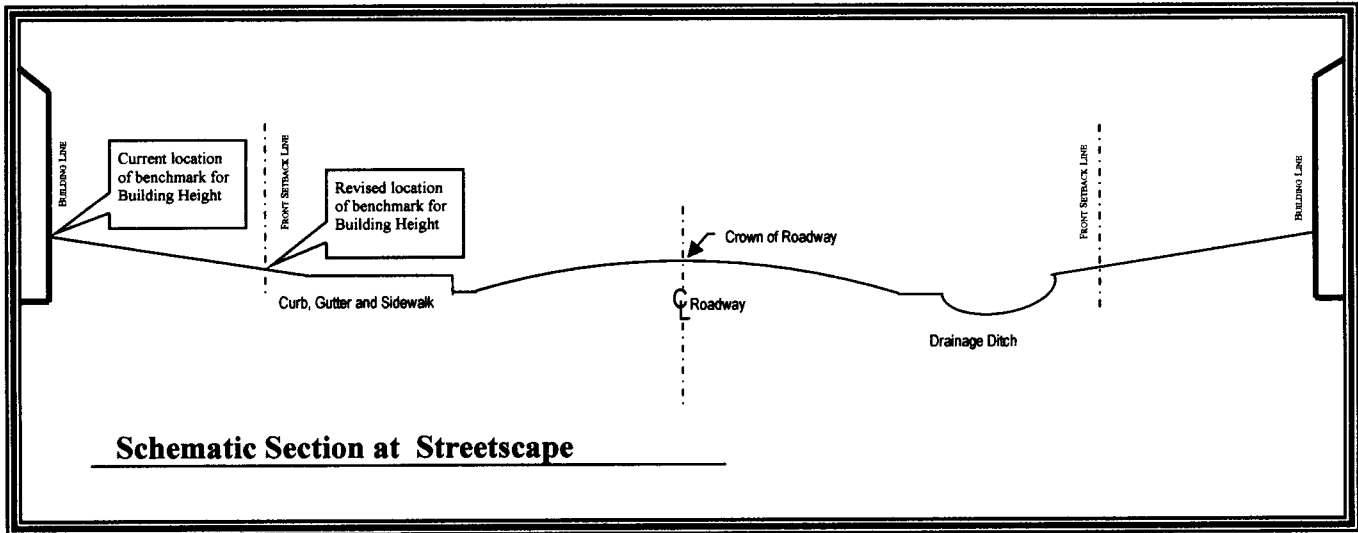 BUILDING LINE
Current location
of benchmark for
Building Height
FRONT SETBACK LINE
Revised location
of benchmark for
Building Height
Crown of Roadway
FRONT SETBACK LINE
BUILDING LINE
Curb, Gutter and Sidewalk
CL Roadway
Drainage Ditch
Schematic Section at Streetscape